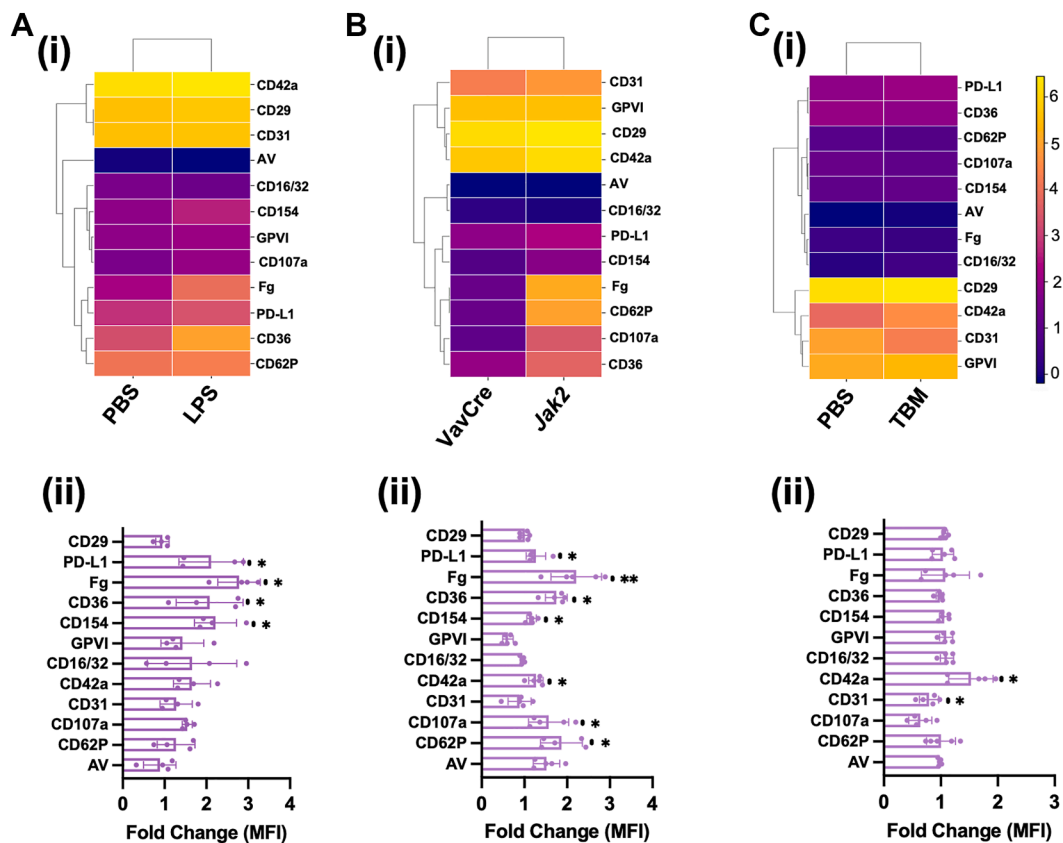 A
(i)
CD42a
CD29
CD31
AV
CD16/32
CD154
GPVI
CD107a
Fg
PD-L1
CD36
CD62P
PBS
LPS
B
(i)
CD31
GPVI
CD29
CD42a
AV
CD16/32
PD-L1
CD154
Fg
CD62P
CD107a
CD36
VavCre
Jak2
C
(i)
PD-L1
CD36
CD62P
CD107a
CD154
AV
Fg
CD16/32
CD29
CD42a
CD31
GPVI
PBS
TBM
6
5
4
3
2
1
0
(ii)
CD29
PD-L1 *
Fg *
CD36 *
CD154 *
GPVI
CD16/32
CD42a
CD31
CD107a
CD62P
AV
0 1 2 3 4
Fold Change (MFI)
(ii)
CD29
PD-L1 *
Fg **
CD36 *
CD154 *
GPVI
CD16/32
CD42a *
CD31
CD107a *
CD62P *
AV
0 1 2 3 4
Fold Change (MFI)
(ii)
CD29
PD-L1
Fg
CD36
CD154
GPVI
CD16/32
CD42a *
CD31 *
CD107a
CD62P
AV
0 1 2 3
Fold Change (MFI)